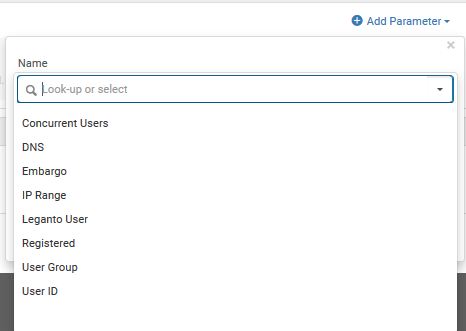 Add Parameter
Name
Look-up or select
Concurrent Users
DNS
Embargo
IP Range
Leganto User
Registered
User Group
User ID